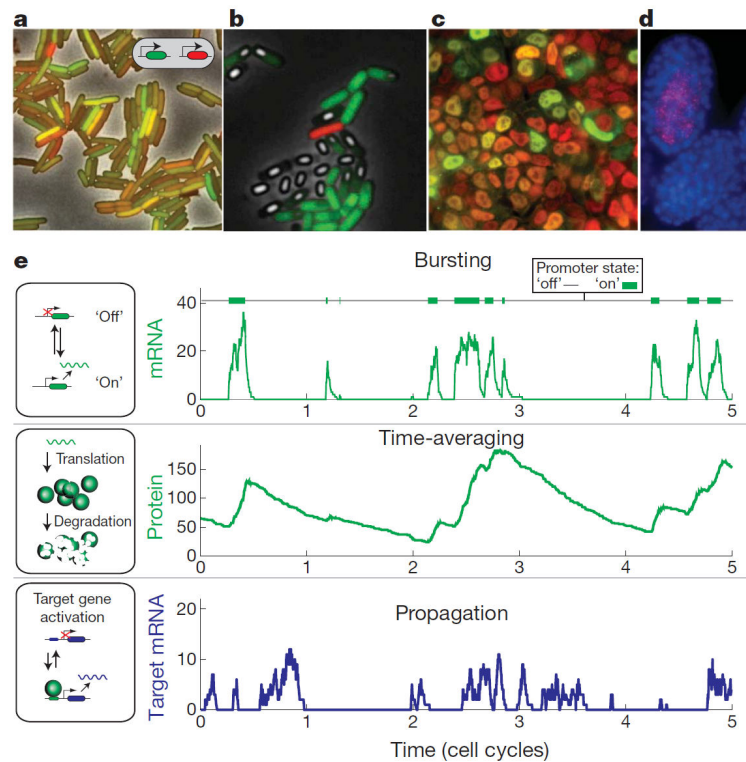 a
b
c
d
e
Bursting
Promoter state:
‘off’ — ‘on’
‘Off’
‘On’
mRNA
40
20
0
0 1 2 3 4 5
Translation
Degradation
Time-averaging
Protein
150
100
50
0
0 1 2 3 4 5
Target gene
activation
Propagation
Target mRNA
20
10
0
0 1 2 3 4 5
Time (cell cycles)